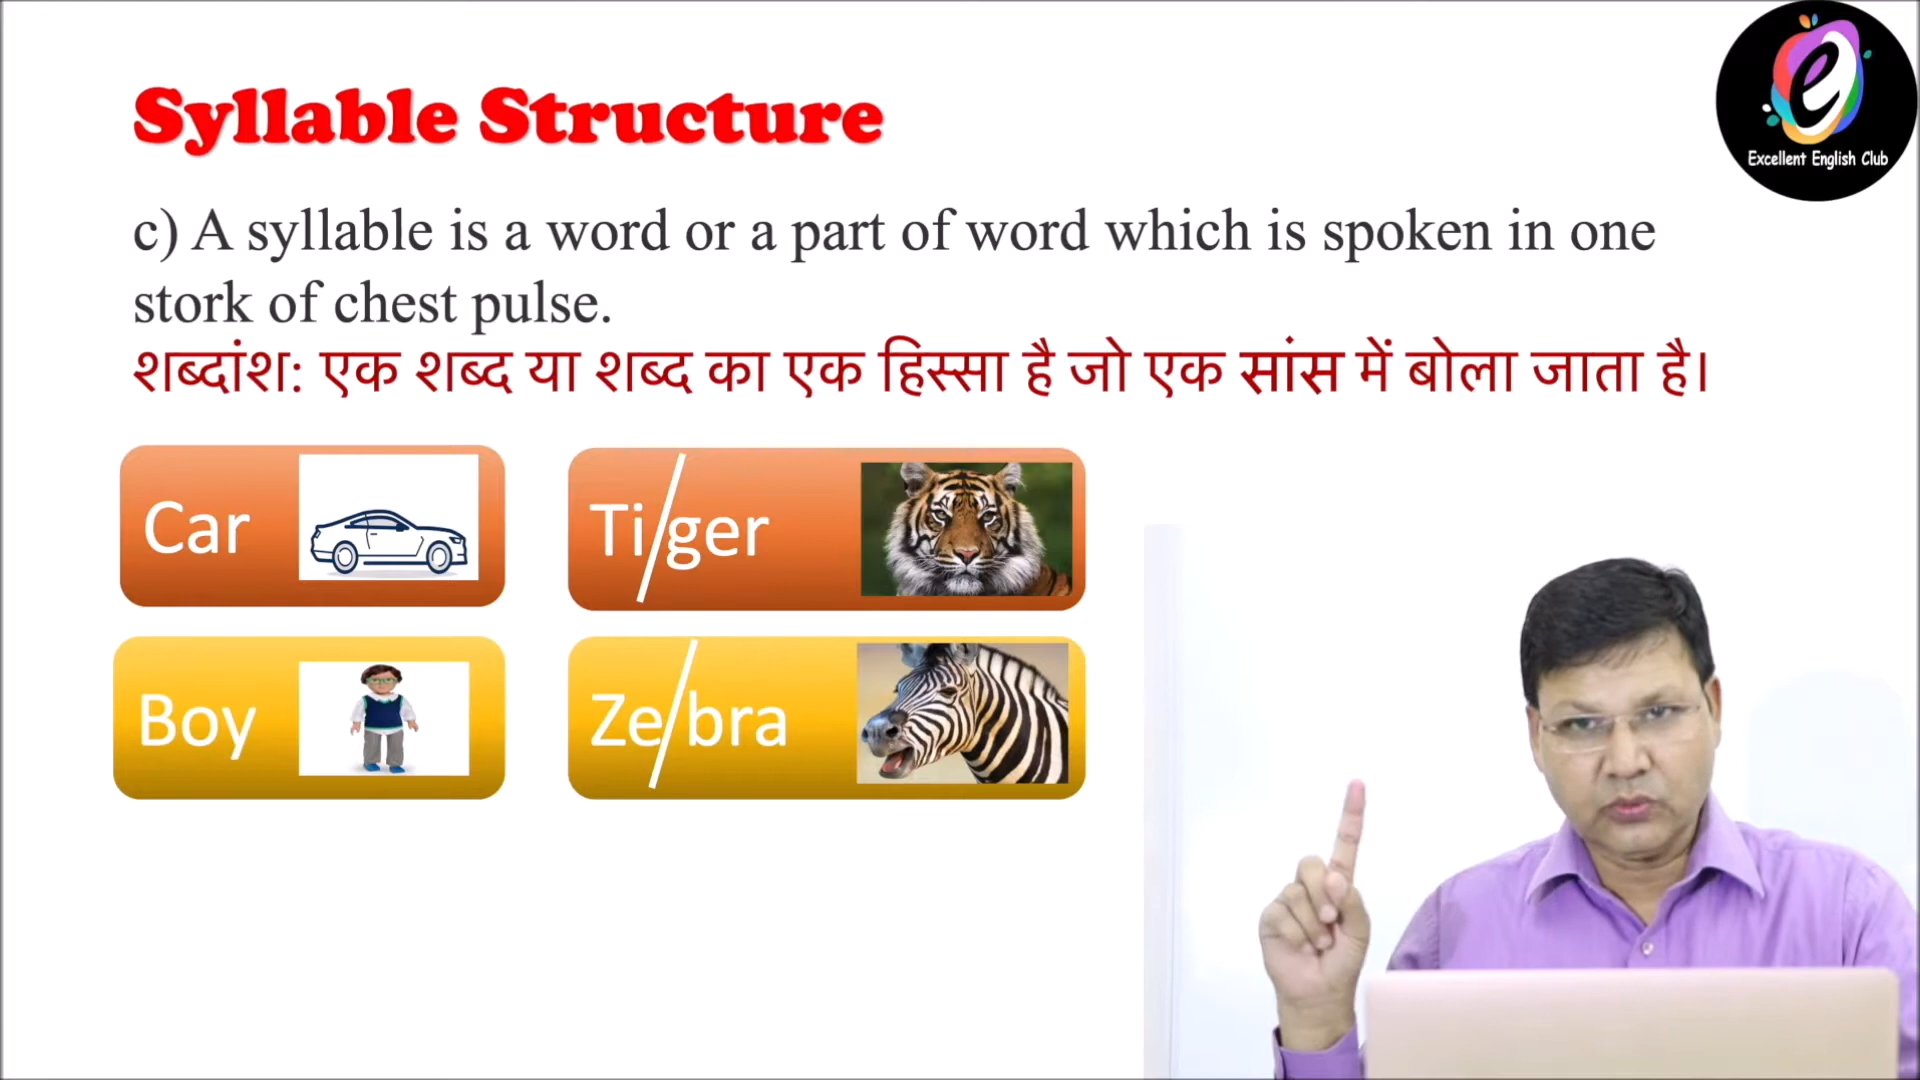 Syllable Structure
Excellent English Club
c) A syllable is a word or a part of word which is spoken in one
stork of chest pulse.
शब्दांश: एक शब्द या शब्द का एक हिस्सा है जो एक सांस में बोला जाता है।
Car
Ti/ger
Boy
Ze/bra